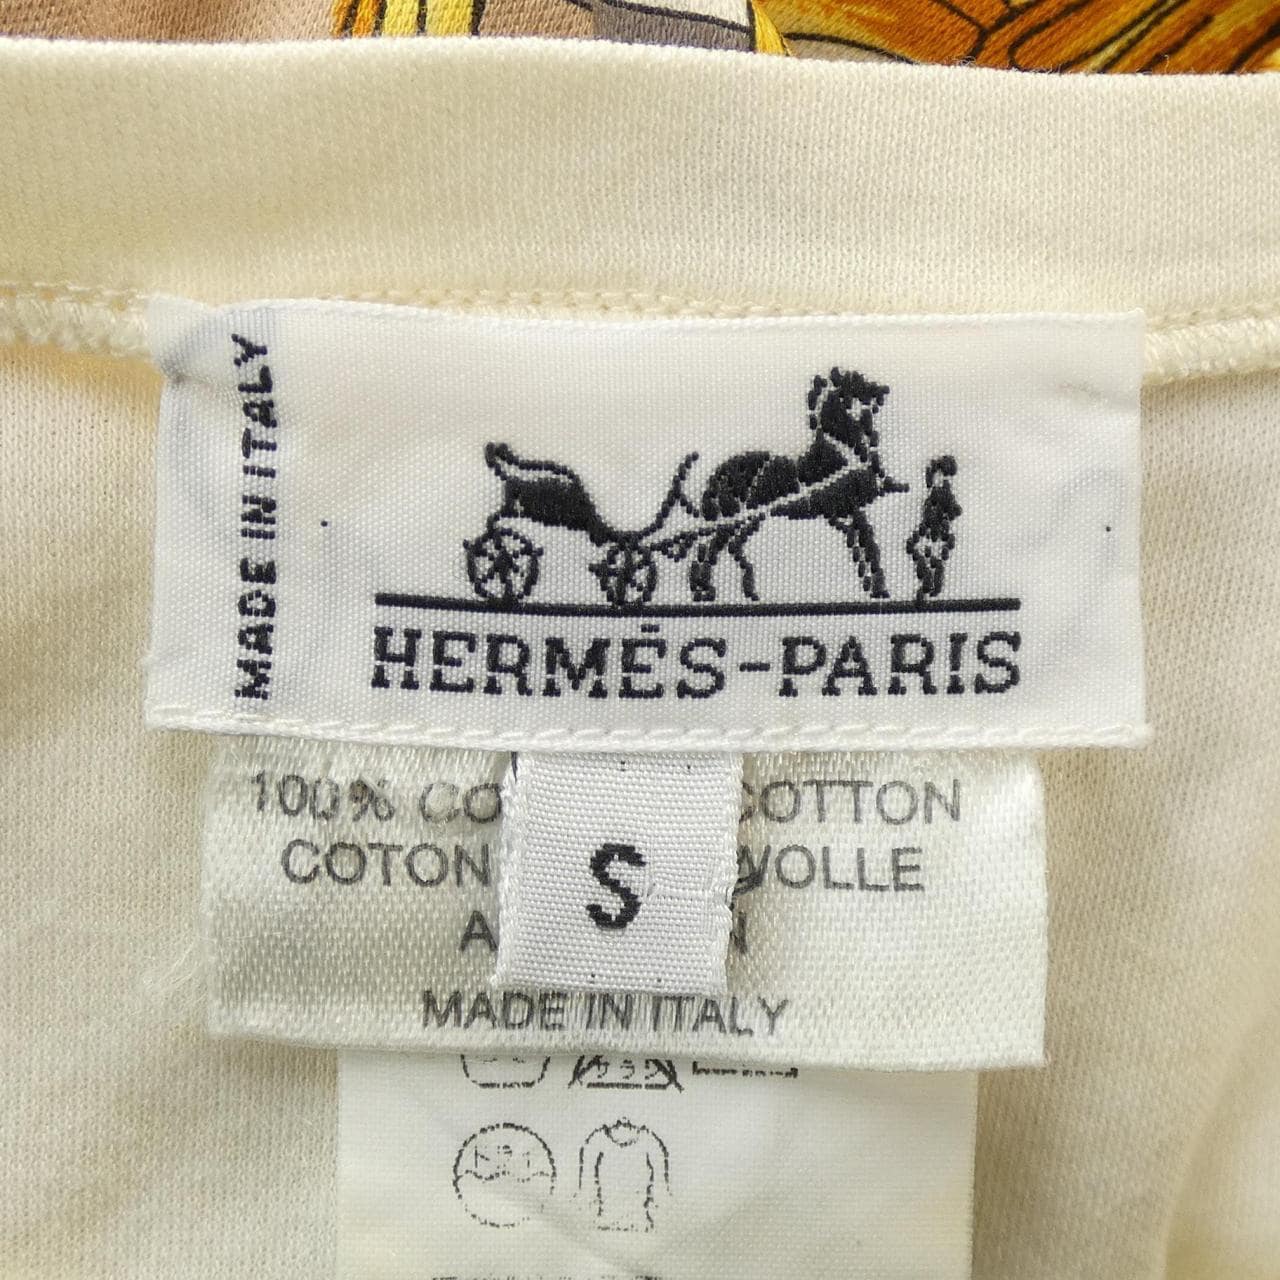 MADE IN ITALY
HERMÈS-PARIS
100% CO COTTON
COTON WOLLE
S
MADE IN ITALY